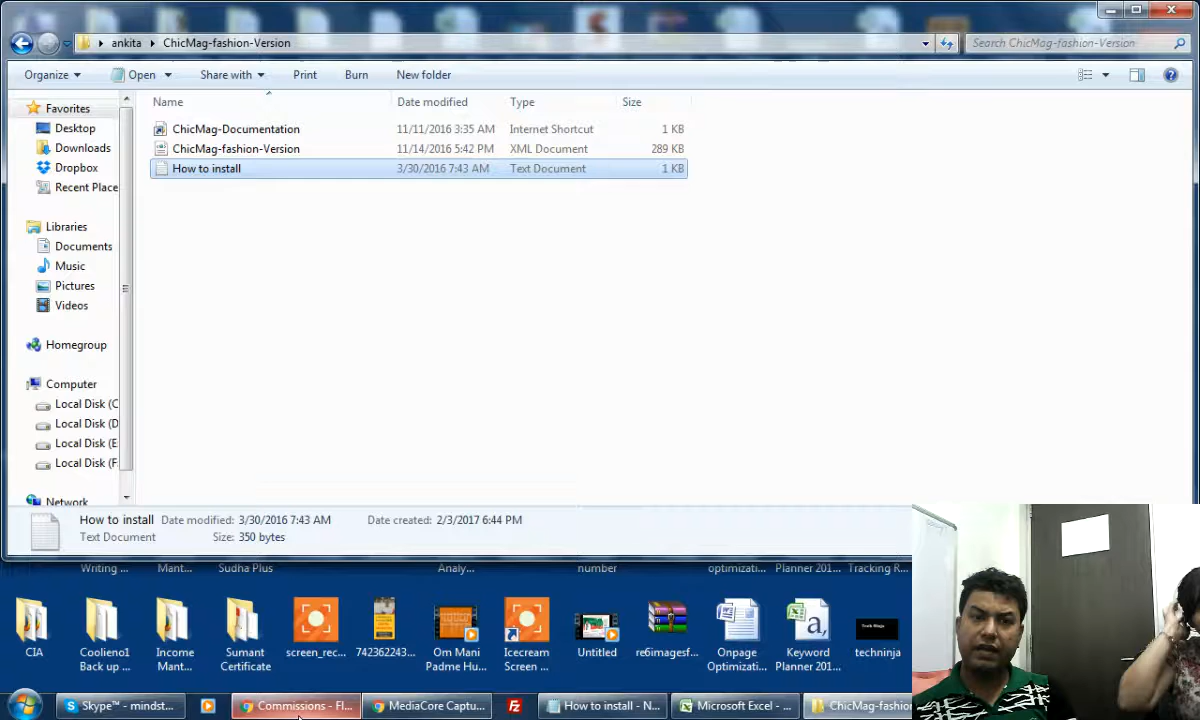 ankita ChicMag-fashion-Version
Search ChicMag-fashion-Version
Organize Open Share with Print Burn New folder
Favorites
Desktop
Downloads
Dropbox
Recent Place
Libraries
Documents
Music
Pictures
Videos
Homegroup
Computer
Local Disk (C
Local Disk (D
Local Disk (E
Local Disk (F
Network
Name Date modified Type Size
ChicMag-Documentation 11/11/2016 3:35 AM Internet Shortcut 1 KB
ChicMag-fashion-Version 11/14/2016 5:42 PM XML Document 289 KB
How to install 3/30/2016 7:43 AM Text Document 1 KB
How to install Date modified: 3/30/2016 7:43 AM Date created: 2/3/2017 6:44 PM
Text Document Size: 350 bytes
Writing ... Mant... Sudha Plus Analy... number optimizati... Planner 201... Tracking R...
CIA
Coolieno1
Back up ...
Income
Mant...
Sumant
Certificate
screen_rec...
742362243...
Om Mani
Padme Hu...
Icecream
Screen ...
Untitled
re6imagesf...
Onpage
Optimizati...
Keyword
Planner 201...
Tech Ninja
techninja
Skype™ - mindst...
Commissions - Fl...
MediaCore Captu...
How to install - N...
Microsoft Excel - ...
ChicMag-fashio